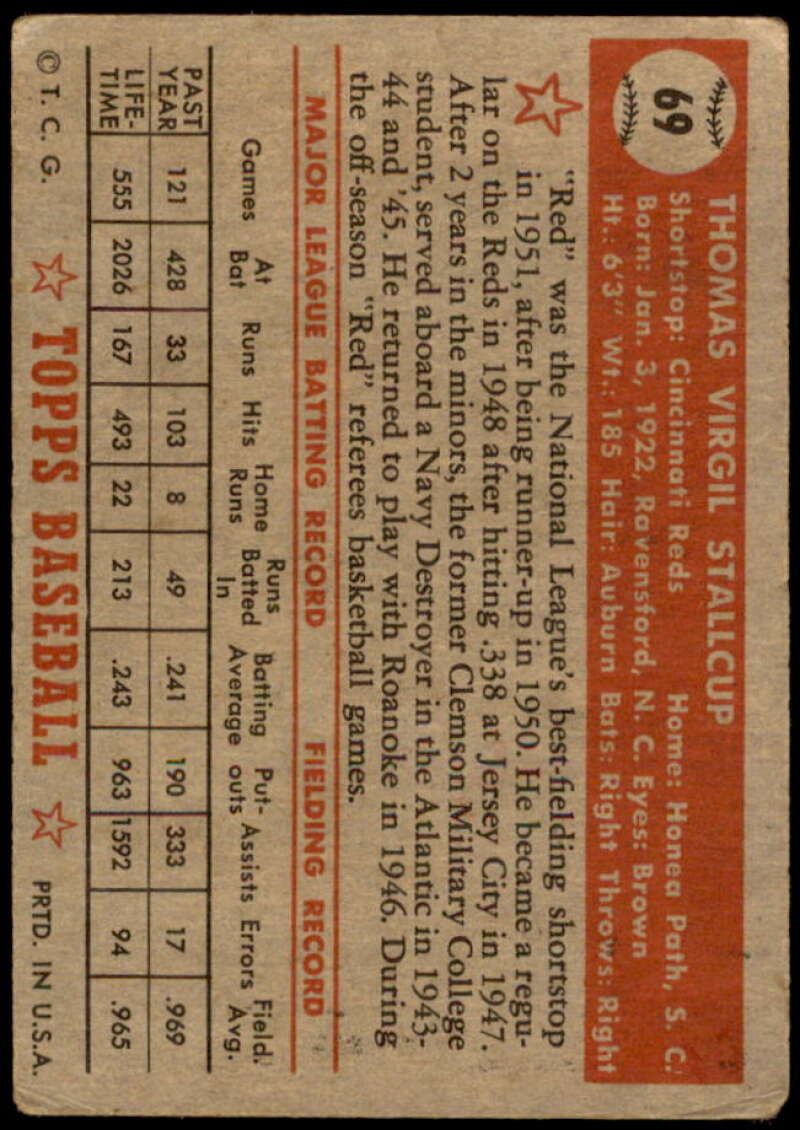 69
THOMAS VIRGIL STALLCUP
Shortstop: Cincinnati Reds Home: Honea Path, S. C.
Born: Jan. 3, 1922, Ravensford, N. C. Eyes: Brown
Ht.: 6'3" Wt.: 185 Hair: Auburn Bats: Right Throws: Right
"Red" was the National League's best-fielding shortstop
in 1951, after being runner-up in 1950. He became a regu-
lar on the Reds in 1948 after hitting .338 at Jersey City in 1947.
After 2 years in the minors, the former Clemson Military College
student, served aboard a Navy Destroyer in the Atlantic in 1943-
44 and '45. He returned to play with Roanoke in 1946. During
the off-season "Red" referees basketball games.
MAJOR LEAGUE BATTING RECORD FIELDING RECORD
Games At Bat Runs Hits Home Runs Runs Batted In Batting Average Put-outs Assists Errors Field. Avg.
PAST YEAR 121 428 33 103 8 49 .241 190 333 17 .969
LIFE-TIME 555 2026 167 493 22 213 .243 963 1592 94 .965
© T. C. G. TOPPS BASEBALL PRTD. IN U.S.A.